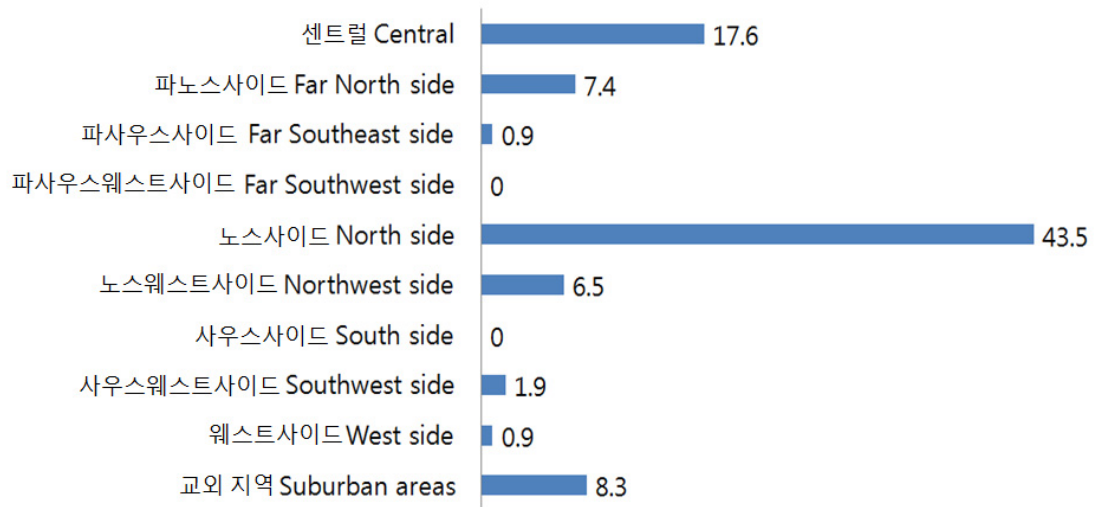 센트럴 Central 17.6
파노스사이드 Far North side 7.4
파사우스사이드 Far Southeast side 0.9
파사우스웨스트사이드 Far Southwest side 0
노스사이드 North side 43.5
노스웨스트사이드 Northwest side 6.5
사우스사이드 South side 0
사우스웨스트사이드 Southwest side 1.9
웨스트사이드 West side 0.9
교외 지역 Suburban areas 8.3